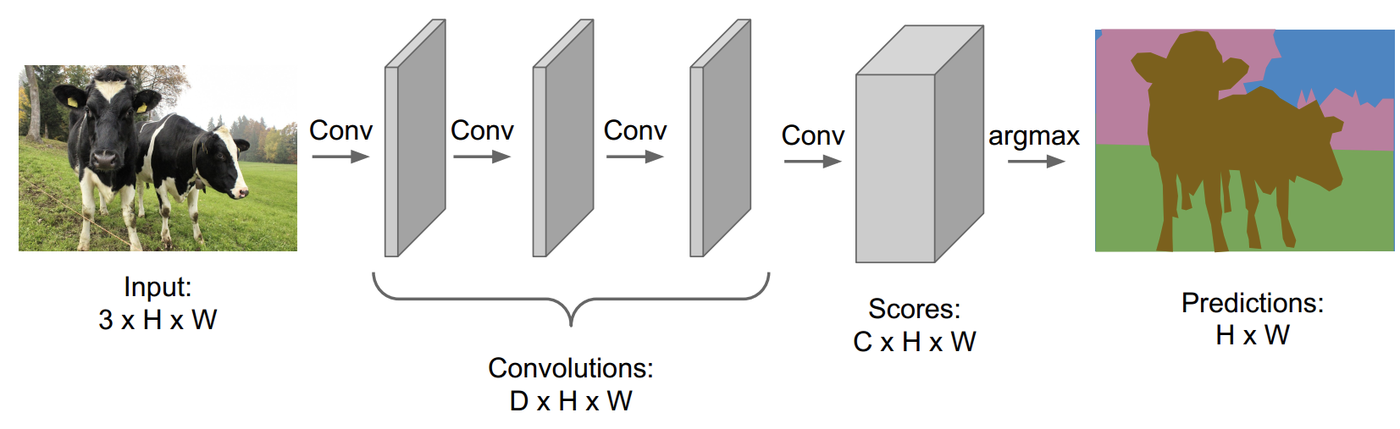 Conv
Conv
Conv
Conv
argmax
Input:
3 x H x W
Convolutions:
D x H x W
Scores:
C x H x W
Predictions:
H x W